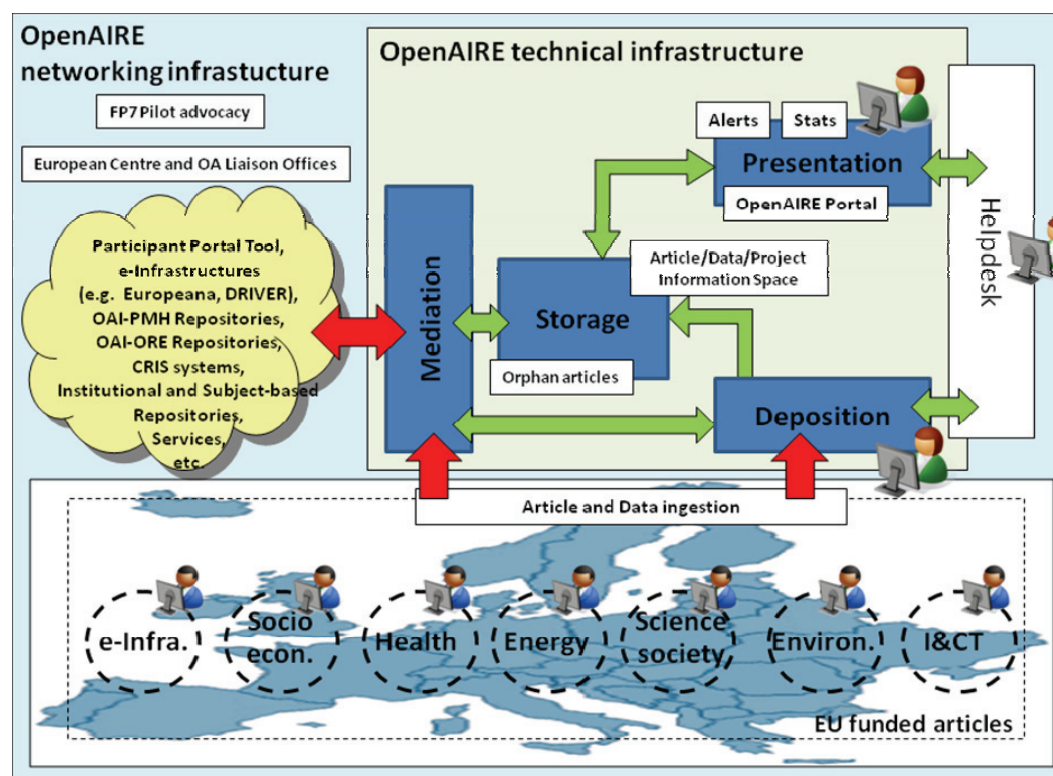 OpenAIRE
networking infrastucture
FP7 Pilot advocacy
European Centre and OA Liaison Offices
Participant Portal Tool,
e-Infrastructures
(e.g. Europeana, DRIVER),
OAI-PMH Repositories,
OAI-ORE Repositories,
CRIS systems,
Institutional and Subject-based
Repositories,
Services,
etc.
OpenAIRE technical infrastructure
Alerts
Stats
Presentation
OpenAIRE Portal
Helpdesk
Mediation
Article/Data/Project
Information Space
Storage
Orphan articles
Deposition
Article and Data ingestion
e-Infra.
Socio
econ.
Health
Energy
Science
society
Environ.
I&CT
EU funded articles